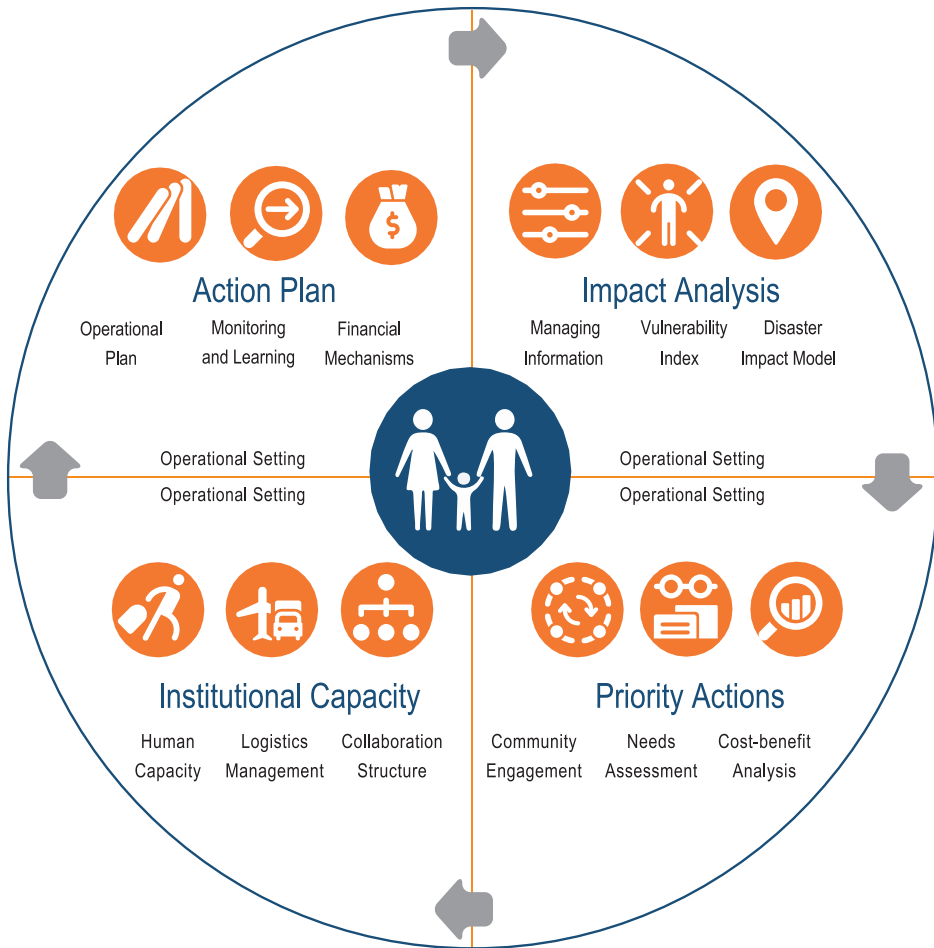 $
Action Plan
Operational
Plan
Monitoring
and Learning
Financial
Mechanisms
Impact Analysis
Managing
Information
Vulnerability
Index
Disaster
Impact Model
Operational Setting
Operational Setting
Operational Setting
Operational Setting
Institutional Capacity
Human
Capacity
Logistics
Management
Collaboration
Structure
Priority Actions
Community
Engagement
Needs
Assessment
Cost-benefit
Analysis